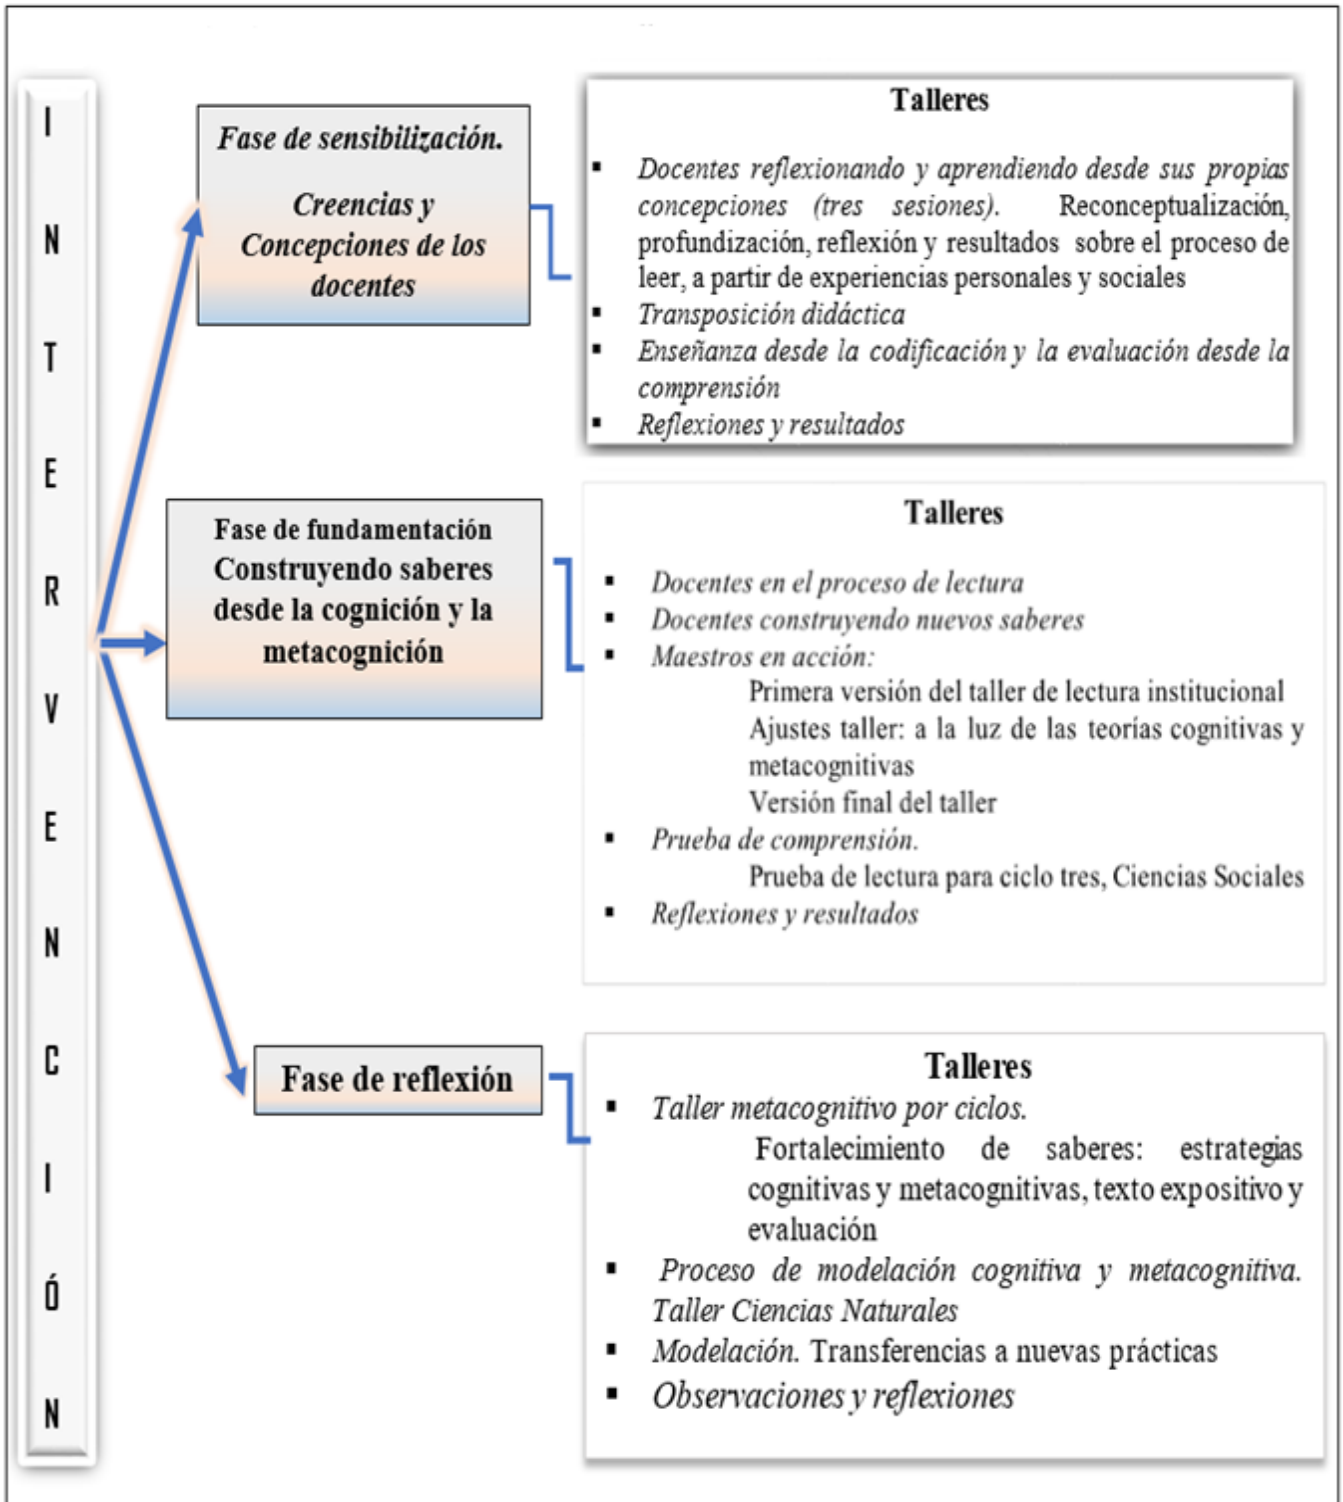 INTERVENCIÓN
Fase de sensibilización.
Creencias y
Concepciones de los
docentes
Talleres
▪ Docentes reflexionando y aprendiendo desde sus propias
concepciones (tres sesiones). Reconceptualización,
profundización, reflexión y resultados sobre el proceso de
leer, a partir de experiencias personales y sociales
▪ Transposición didáctica
▪ Enseñanza desde la codificación y la evaluación desde la
comprensión
▪ Reflexiones y resultados
Fase de fundamentación
Construyendo saberes
desde la cognición y la
metacognición
Talleres
▪ Docentes en el proceso de lectura
▪ Docentes construyendo nuevos saberes
▪ Maestros en acción:
Primera versión del taller de lectura institucional
Ajustes taller: a la luz de las teorías cognitivas y
metacognitivas
Versión final del taller
▪ Prueba de comprensión.
Prueba de lectura para ciclo tres, Ciencias Sociales
▪ Reflexiones y resultados
Fase de reflexión
Talleres
▪ Taller metacognitivo por ciclos.
Fortalecimiento de saberes: estrategias
cognitivas y metacognitivas, texto expositivo y
evaluación
▪ Proceso de modelación cognitiva y metacognitiva.
Taller Ciencias Naturales
▪ Modelación. Transferencias a nuevas prácticas
▪ Observaciones y reflexiones